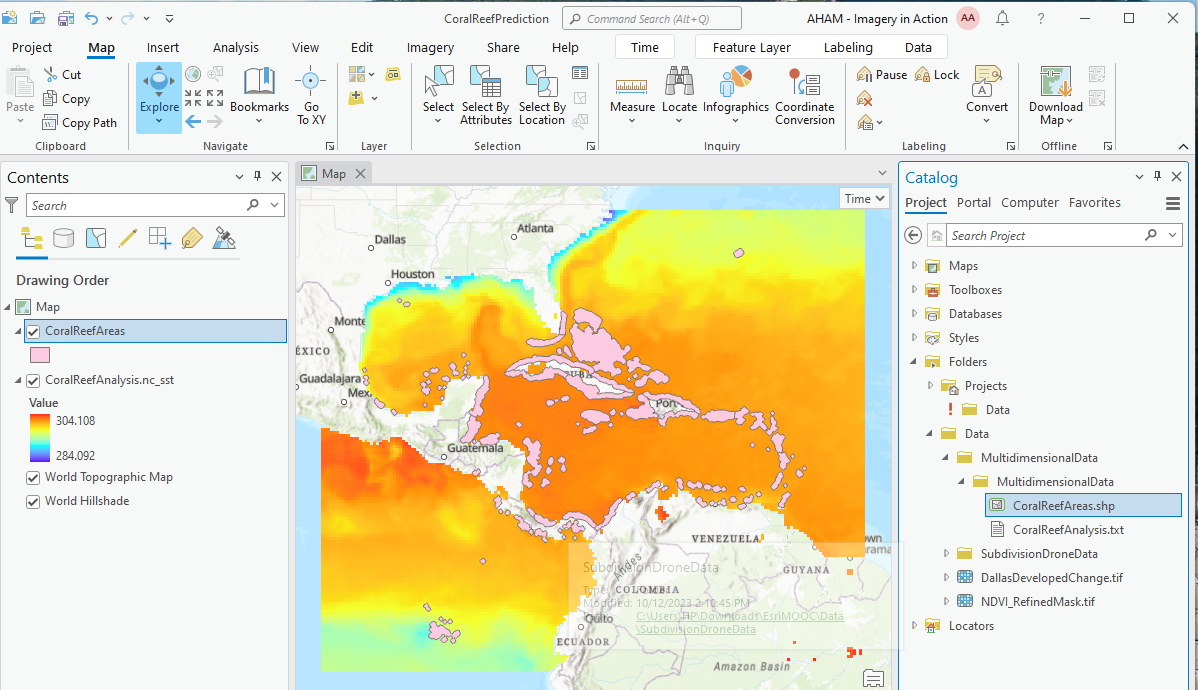 CoralReefPrediction
Command Search (Alt+Q)
AHAM - Imagery in Action
AA
?
Project
Map
Insert
Analysis
View
Edit
Imagery
Share
Help
Time
Feature Layer
Labeling
Data
Paste
Cut
Copy
Copy Path
Clipboard
Explore
Bookmarks
Go
To XY
Navigate
Layer
Select
Select By
Attributes
Select By
Location
Selection
Measure
Locate
Infographics
Coordinate
Conversion
Inquiry
Pause
Lock
A
Convert
Labeling
Download
Map
Offline
Contents
Search
Drawing Order
Map
CoralReefAreas
CoralReefAnalysis.nc_sst
Value
304.108
284.092
World Topographic Map
World Hillshade
Map
Time
Dallas
Atlanta
Houston
Monte
ÉXICO
Guadalajara
Mex
CUBA
Port
Guatemala
VENEZUELA
own
rama
GUYANA
Andes
COLOMBIA
Quito
ECUADOR
Amazon Basin
SubdivisionDroneData
Modified: 10/12/2023 2:10:45 PM
C:\Users\HP\Downloads\EsriMOOC\Data
\SubdivisionDroneData
Catalog
Project
Portal
Computer
Favorites
Search Project
Maps
Toolboxes
Databases
Styles
Folders
Projects
! Data
Data
MultidimensionalData
MultidimensionalData
CoralReefAreas.shp
CoralReefAnalysis.txt
SubdivisionDroneData
DallasDevelopedChange.tif
NDVI_RefinedMask.tif
Locators